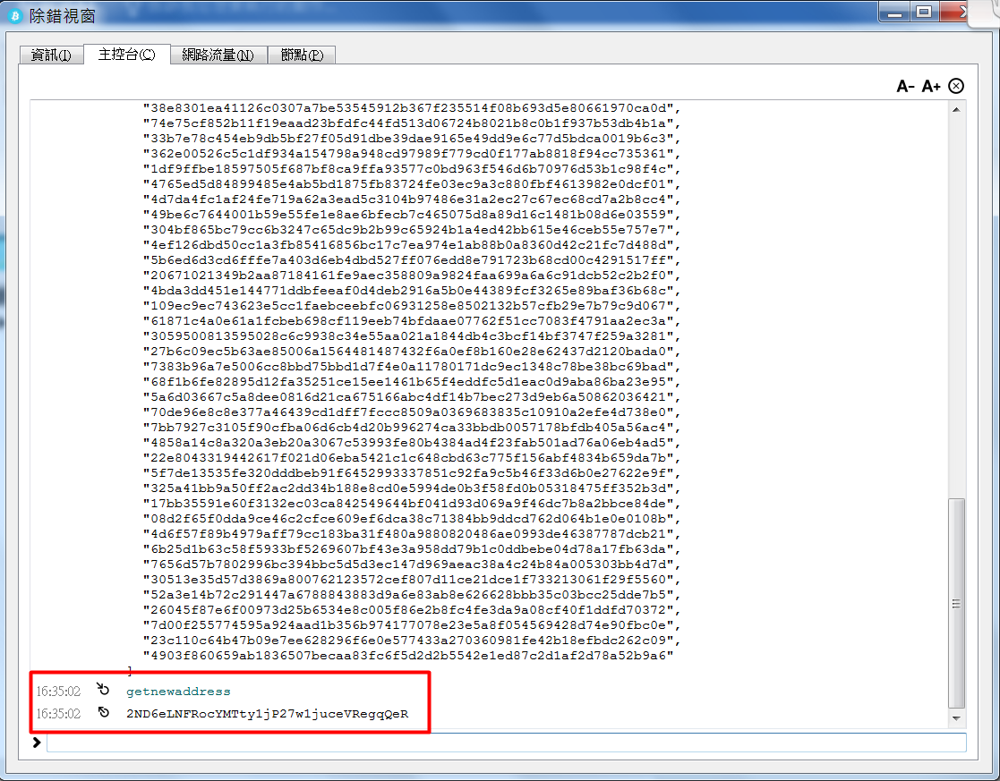 除錯視窗
資訊(I) 主控台(C) 網路流量(N) 節點(P)
A- A+
"38e8301ea41126c0307a7be53545912b367f235514f08b693d5e80661970ca0d",
"74e75cf852b11f19eaad23bfdfc44fd513d06724b8021b8c0b1f937b53db4b1a",
"33b7e78c454eb9db5bf27f05d91dbe39dae9165e49dd9e6c77d5bdca0019b6c3",
"362e00526c5c1df934a154798a948cd97989f779cd0f177ab8818f94cc735361",
"1df9ffbe18597505f687bf8ca9ffa93577c0bd963f546d6b70976d53b1c98f4c",
"4765ed5d84899485e4ab5bd1875fb83724fe03ec9a3c880fbf4613982e0dcf01",
"4d7da4fc1af24fe719a62a3ead5c3104b97486e31a2ec27c67ec68cd7a2b8cc4",
"49be6c7644001b59e55fe1e8ae6bfecb7c465075d8a89d16c1481b08d6e03559",
"304bf865bc79cc6b3247c65dc9b2b99c65924b1a4ed42bb615e46ceb55e757e7",
"4ef126dbd50cc1a3fb85416856bc17c7ea974e1ab88b0a8360d42c21fc7d488d",
"5b6ed6d3cd6fffe7a403d6eb4dbd527ff076edd8e791723b68cd00c4291517ff",
"20671021349b2aa87184161fe9aec358809a9824faa699a6a6c91dcb52c2b2f0",
"4bda3dd451e144771ddbfeeaf0d4deb2916a5b0e44389fcf3265e89baf36b68c",
"109ec9ec743623e5cc1faebceebfc06931258e8502132b57cfb29e7b79c9d067",
"61871c4a0e61a1fcbeb698cf119eeb74bfdaae07762f51cc7083f4791aa2ec3a",
"3059500813595028c6c9938c34e55aa021a1844db4c3bcf14bf3747f259a3281",
"27b6c09ec5b63ae85006a1564481487432f6a0ef8b160e28e62437d2120bada0",
"7383b96a7e5006cc8bbd75bbd1d7f4e0a11780171dc9ec1348c78be38bc69bad",
"68f1b6fe82895d12fa35251ce15ee1461b65f4eddfc5d1eac0d9aba86ba23e95",
"5a6d03667c5a8dee0816d21ca675166abc4df14b7bec273d9eb6a50862036421",
"70de96e8c8e377a46439cd1dff7fccc8509a0369683835c10910a2efe4d738e0",
"7bb7927c3105f90cfba06d6cb4d20b996274ca33bbdb0057178bfdb405a56ac4",
"4858a14c8a320a3eb20a3067c53993fe80b4384ad4f23fab501ad76a06eb4ad5",
"22e8043319442617f021d06eba5421c1c648cbd63c775f156abf4834b659da7b",
"5f7de13535fe320dddbeb91f6452993337851c92fa9c5b46f33d6b0e27622e9f",
"325a41bb9a50ff2ac2dd34b188e8cd0e5994de0b3f58fd0b05318475ff352b3d",
"17bb35591e60f3132ec03ca842549644bf041d93d069a9f46dc7b8a2bbce84de",
"08d2f65f0dda9ce46c2cfce609ef6dca38c71384bb9ddcd762d064b1e0e0108b",
"4d6f57f89b4979aff79cc183ba31f480a9880820486ae0993de46387787dcb21",
"6b25d1b63c58f5933bf5269607bf43e3a958dd79b1c0ddbebe04d78a17fb63da",
"7656d57b7802996bc394bbc5d5d3ec147d969aeac38a4c24b84a005303bb4d7d",
"30513e35d57d3869a800762123572cef807d11ce21dce1f733213061f29f5560",
"52a3e14b72c291447a6788843883d9a6e83ab8e626628bbb35c03bcc25dde7b5",
"26045f87e6f00973d25b6534e8c005f86e2b8fc4fe3da9a08cf40f1ddfd70372",
"7d00f255774595a924aad1b356b974177078e23e5a8f054569428d74e90fbc0e",
"23c110c64b47b09e7ee628296f6e0e577433a270360981fe42b18efbdc262c09",
"4903f860659ab1836507becaa83fc6f5d2d2b5542e1ed87c2d1af2d78a52b9a6"
]
16:35:02 getnewaddress
16:35:02 2ND6eLNFRocYMTty1jP27w1juceVRegqQeR